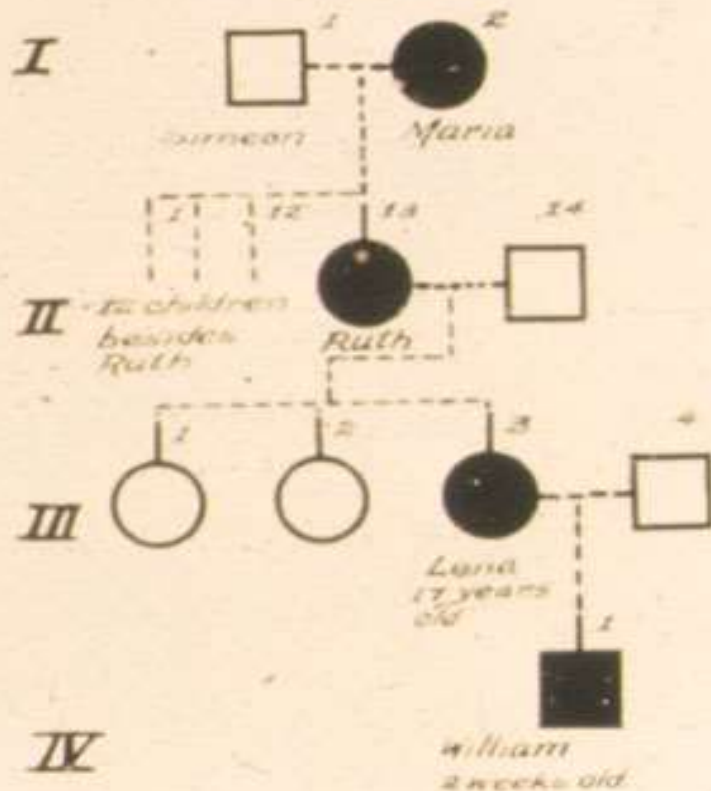 I
1
2
Simeon
Maria
1
12
13
14
II
12 children
besides
Ruth
Ruth
1
2
3
4
III
17 years
old
1
IV
William
2 weeks old